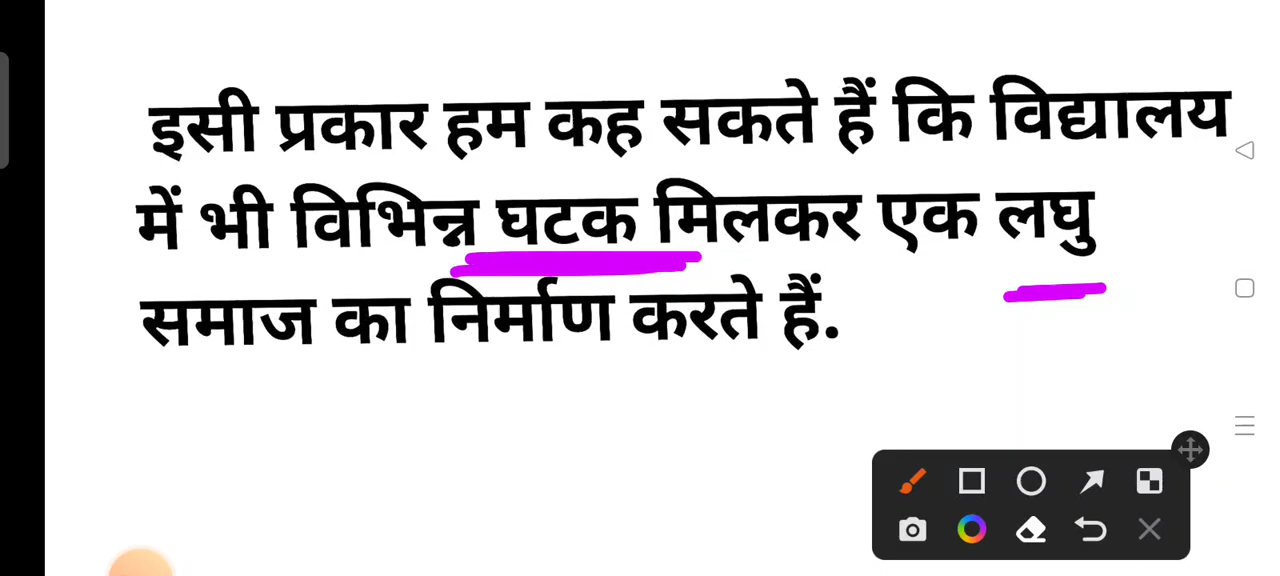 इसी प्रकार हम कह सकते हैं कि विद्यालय
में भी विभिन्न घटक मिलकर एक लघु
समाज का निर्माण करते हैं.